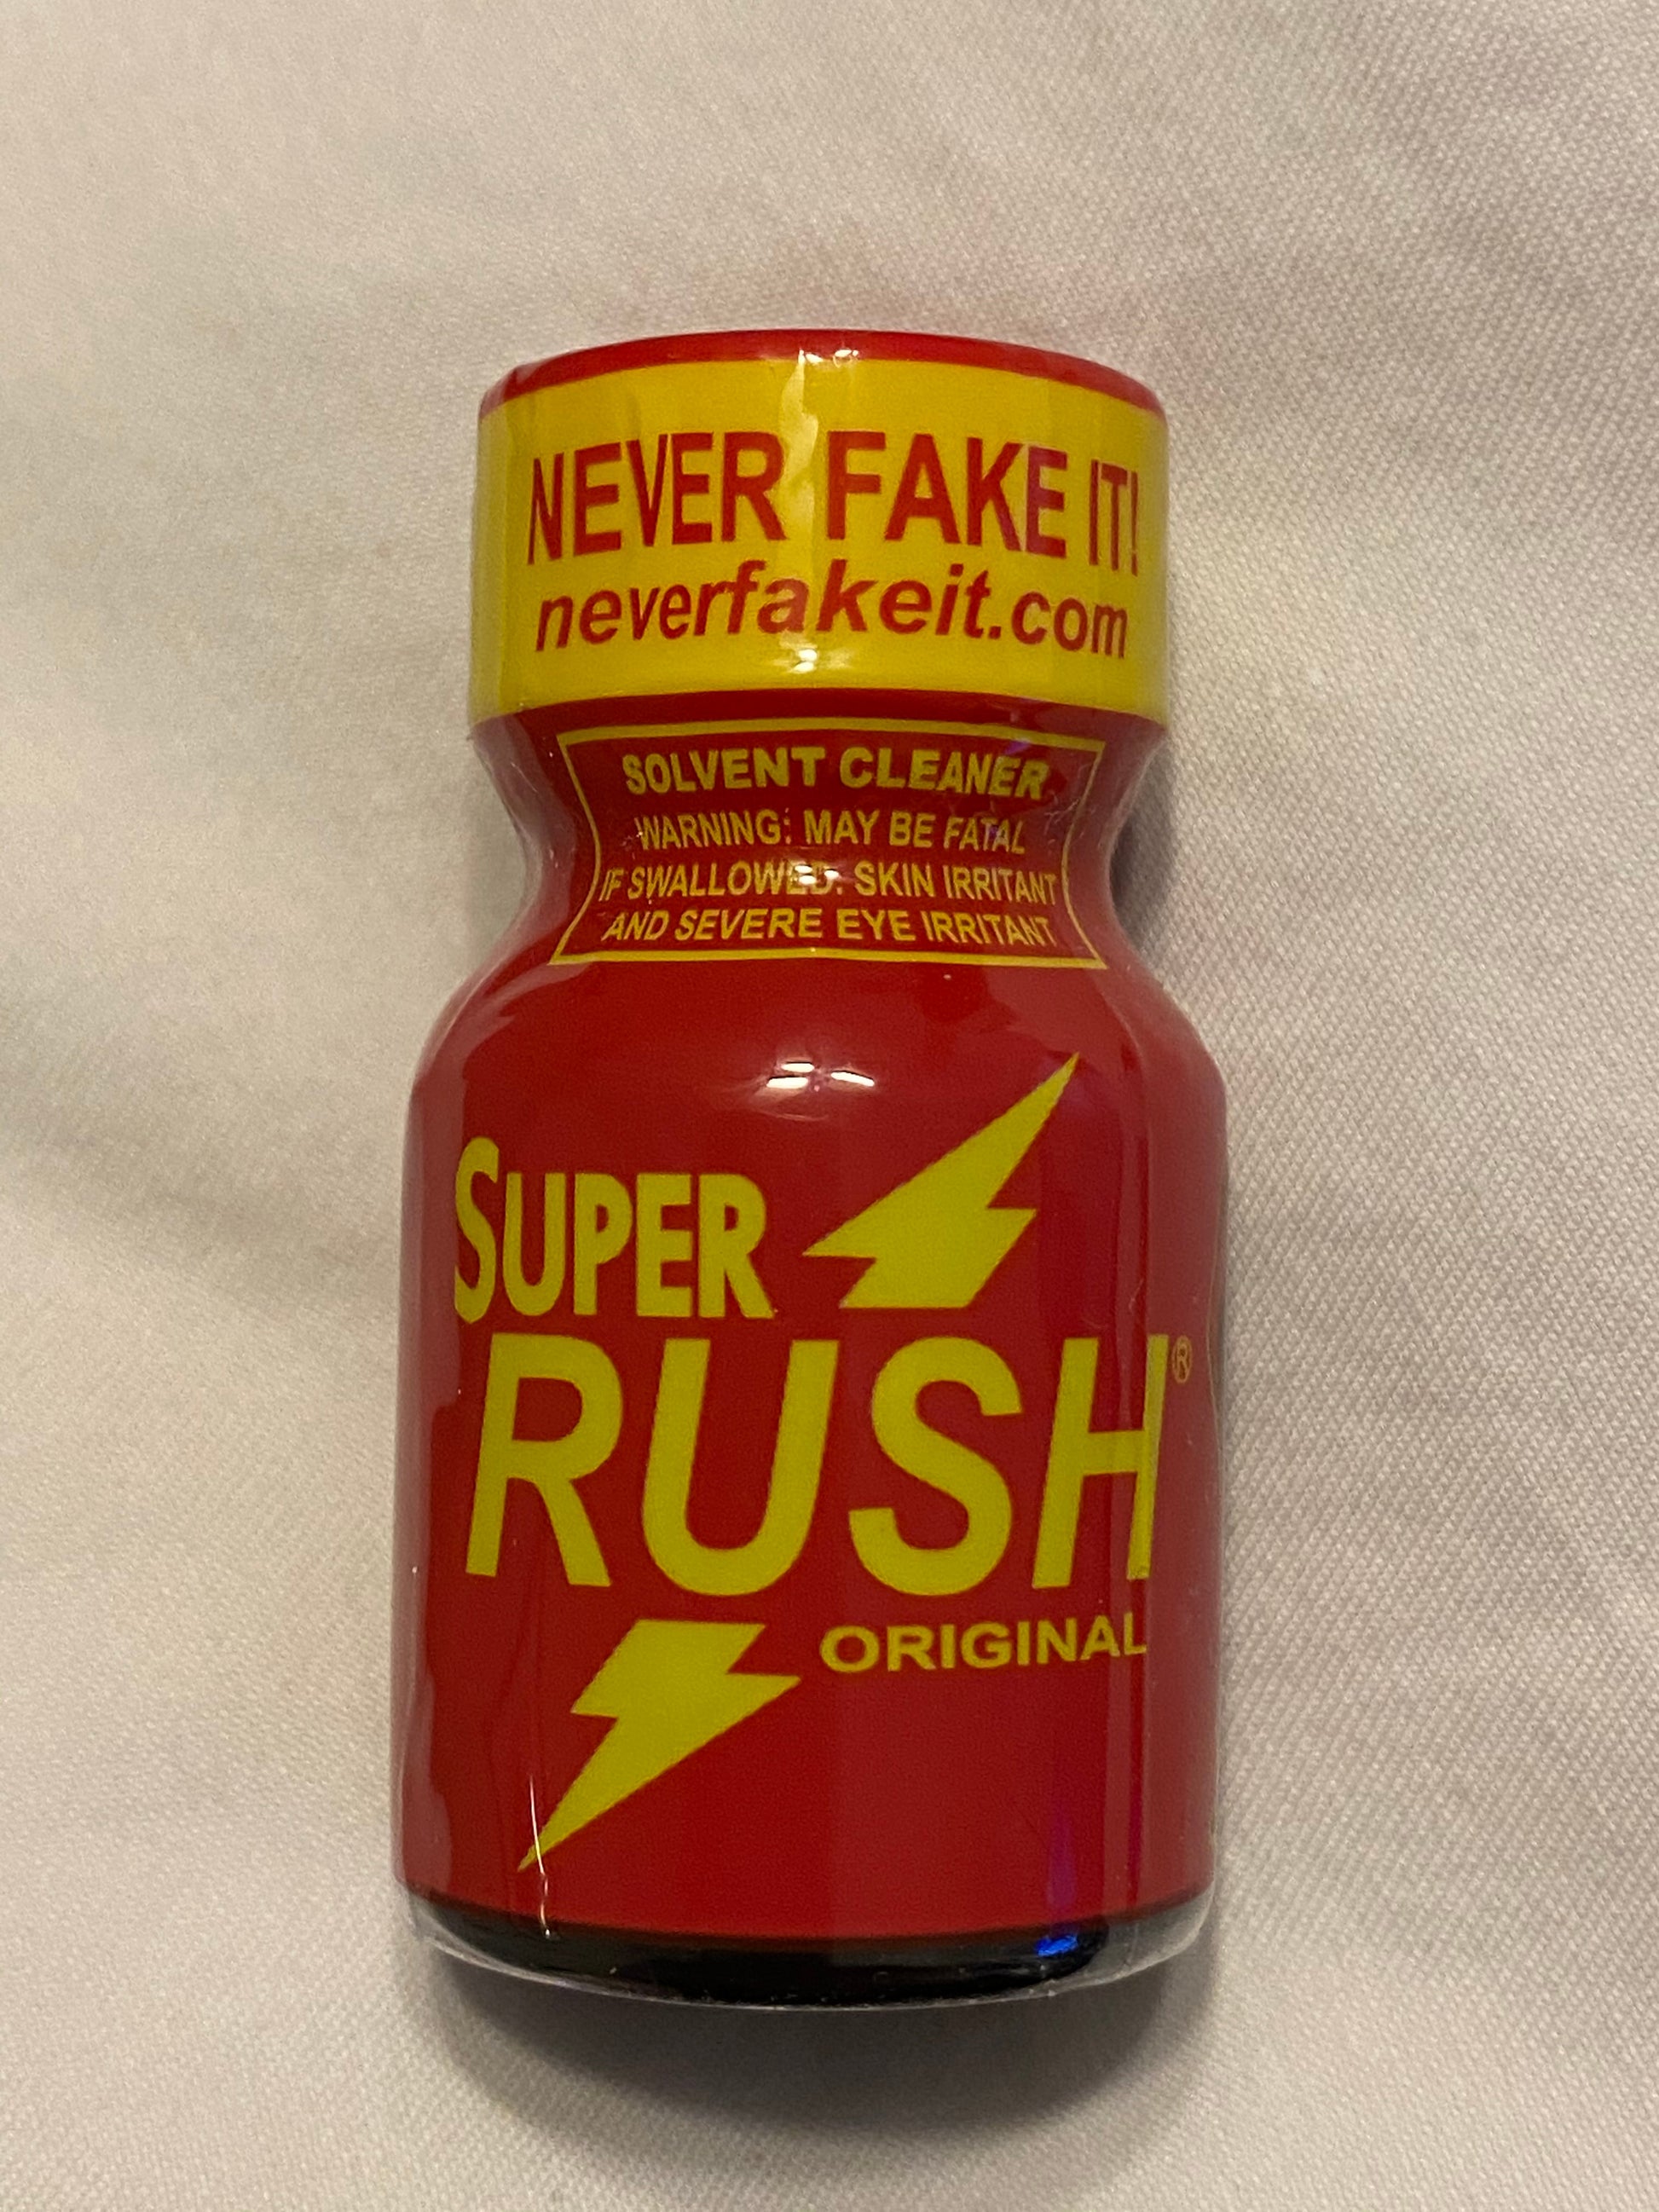 NEVER FAKE IT!
neverfakeit.com
SOLVENT CLEANER
WARNING: MAY BE FATAL
IF SWALLOWED. SKIN IRRITANT
AND SEVERE EYE IRRITANT
SUPER
RUSH®
ORIGINAL